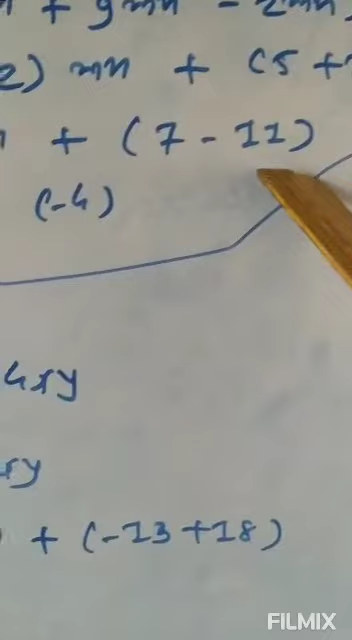 + 9mn - 2mn
2) mn + (5 +
+ (7 - 11)
(-4)
4xy
xy
+ (-13 + 18)
FILMIX